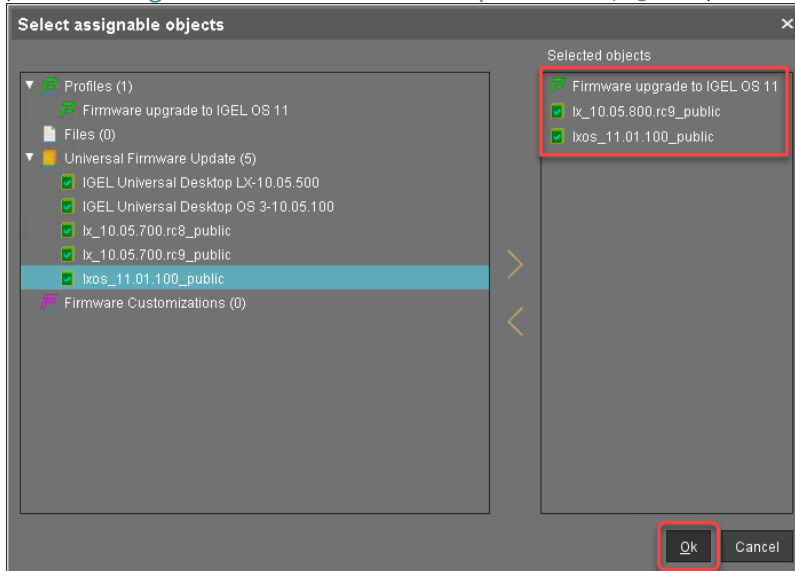 Select assignable objects
Selected objects
Profiles (1)
Firmware upgrade to IGEL OS 11
Files (0)
Universal Firmware Update (5)
IGEL Universal Desktop LX-10.05.500
IGEL Universal Desktop OS 3-10.05.100
lx_10.05.700.rc8_public
lx_10.05.700.rc9_public
lxos_11.01.100_public
Firmware Customizations (0)
Firmware upgrade to IGEL OS 11
lx_10.05.800.rc9_public
lxos_11.01.100_public
Ok
Cancel